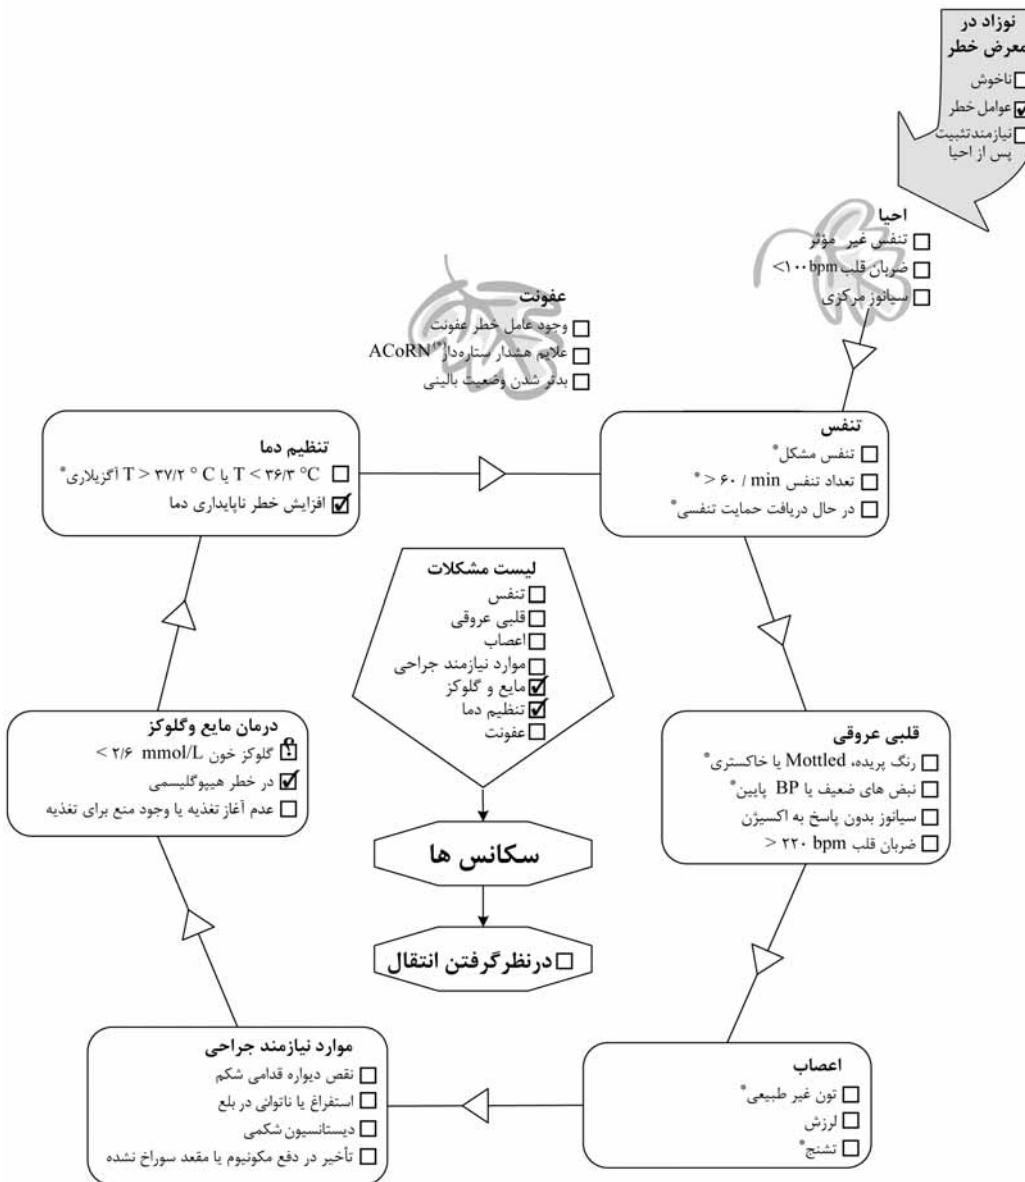 نوزاد در
معرض خطر
☐ ناخوش
☑ عوامل خطر
☐ نیازمندتثبیت
پس از احیا
احیا
☐ تنفس غیر مؤثر
☐ ضربان قلب ۱۰۰bpm>
☐ سیانوز مرکزی
عفونت
☐ وجود عامل خطر عفونت
☐ علایم هشدار ستاره‌دار(*) ACoRN
☐ بدتر شدن وضعیت بالینی
تنفس
☐ تنفس مشکل*
☐ تعداد تنفس ۶۰ / min < *
☐ در حال دریافت حمایت تنفسی*
قلبی عروقی
☐ رنگ پریده، Mottled یا خاکستری*
☐ نبض های ضعیف یا BP پایین*
☐ سیانوز بدون پاسخ به اکسیژن
☐ ضربان قلب ۲۲۰ bpm <
اعصاب
☐ تون غیر طبیعی*
☐ لرزش
☐ تشنج*
موارد نیازمند جراحی
☐ نقص دیواره قدامی شکم
☐ استفراغ یا ناتوانی در بلع
☐ دیستانسیون شکمی
☐ تأخیر در دفع مکونیوم یا مقعد سوراخ نشده
درمان مایع وگلوکز
? گلوکز خون ۲/۶ mmol/L >
☑ در خطر هیپوگلیسمی
☐ عدم آغاز تغذیه یا وجود منع برای تغذیه
تنظیم دما
☐ T < ۳۶/۳ °C یا T > ۳۷/۲ ° C آگزیلاری*
☑ افزایش خطر ناپایداری دما
لیست مشکلات
☐ تنفس
☐ قلبی عروقی
☐ اعصاب
☐ موارد نیازمند جراحی
☑ مایع و گلوکز
☑ تنظیم دما
☐ عفونت
سکانس ها
☐ درنظرگرفتن انتقال